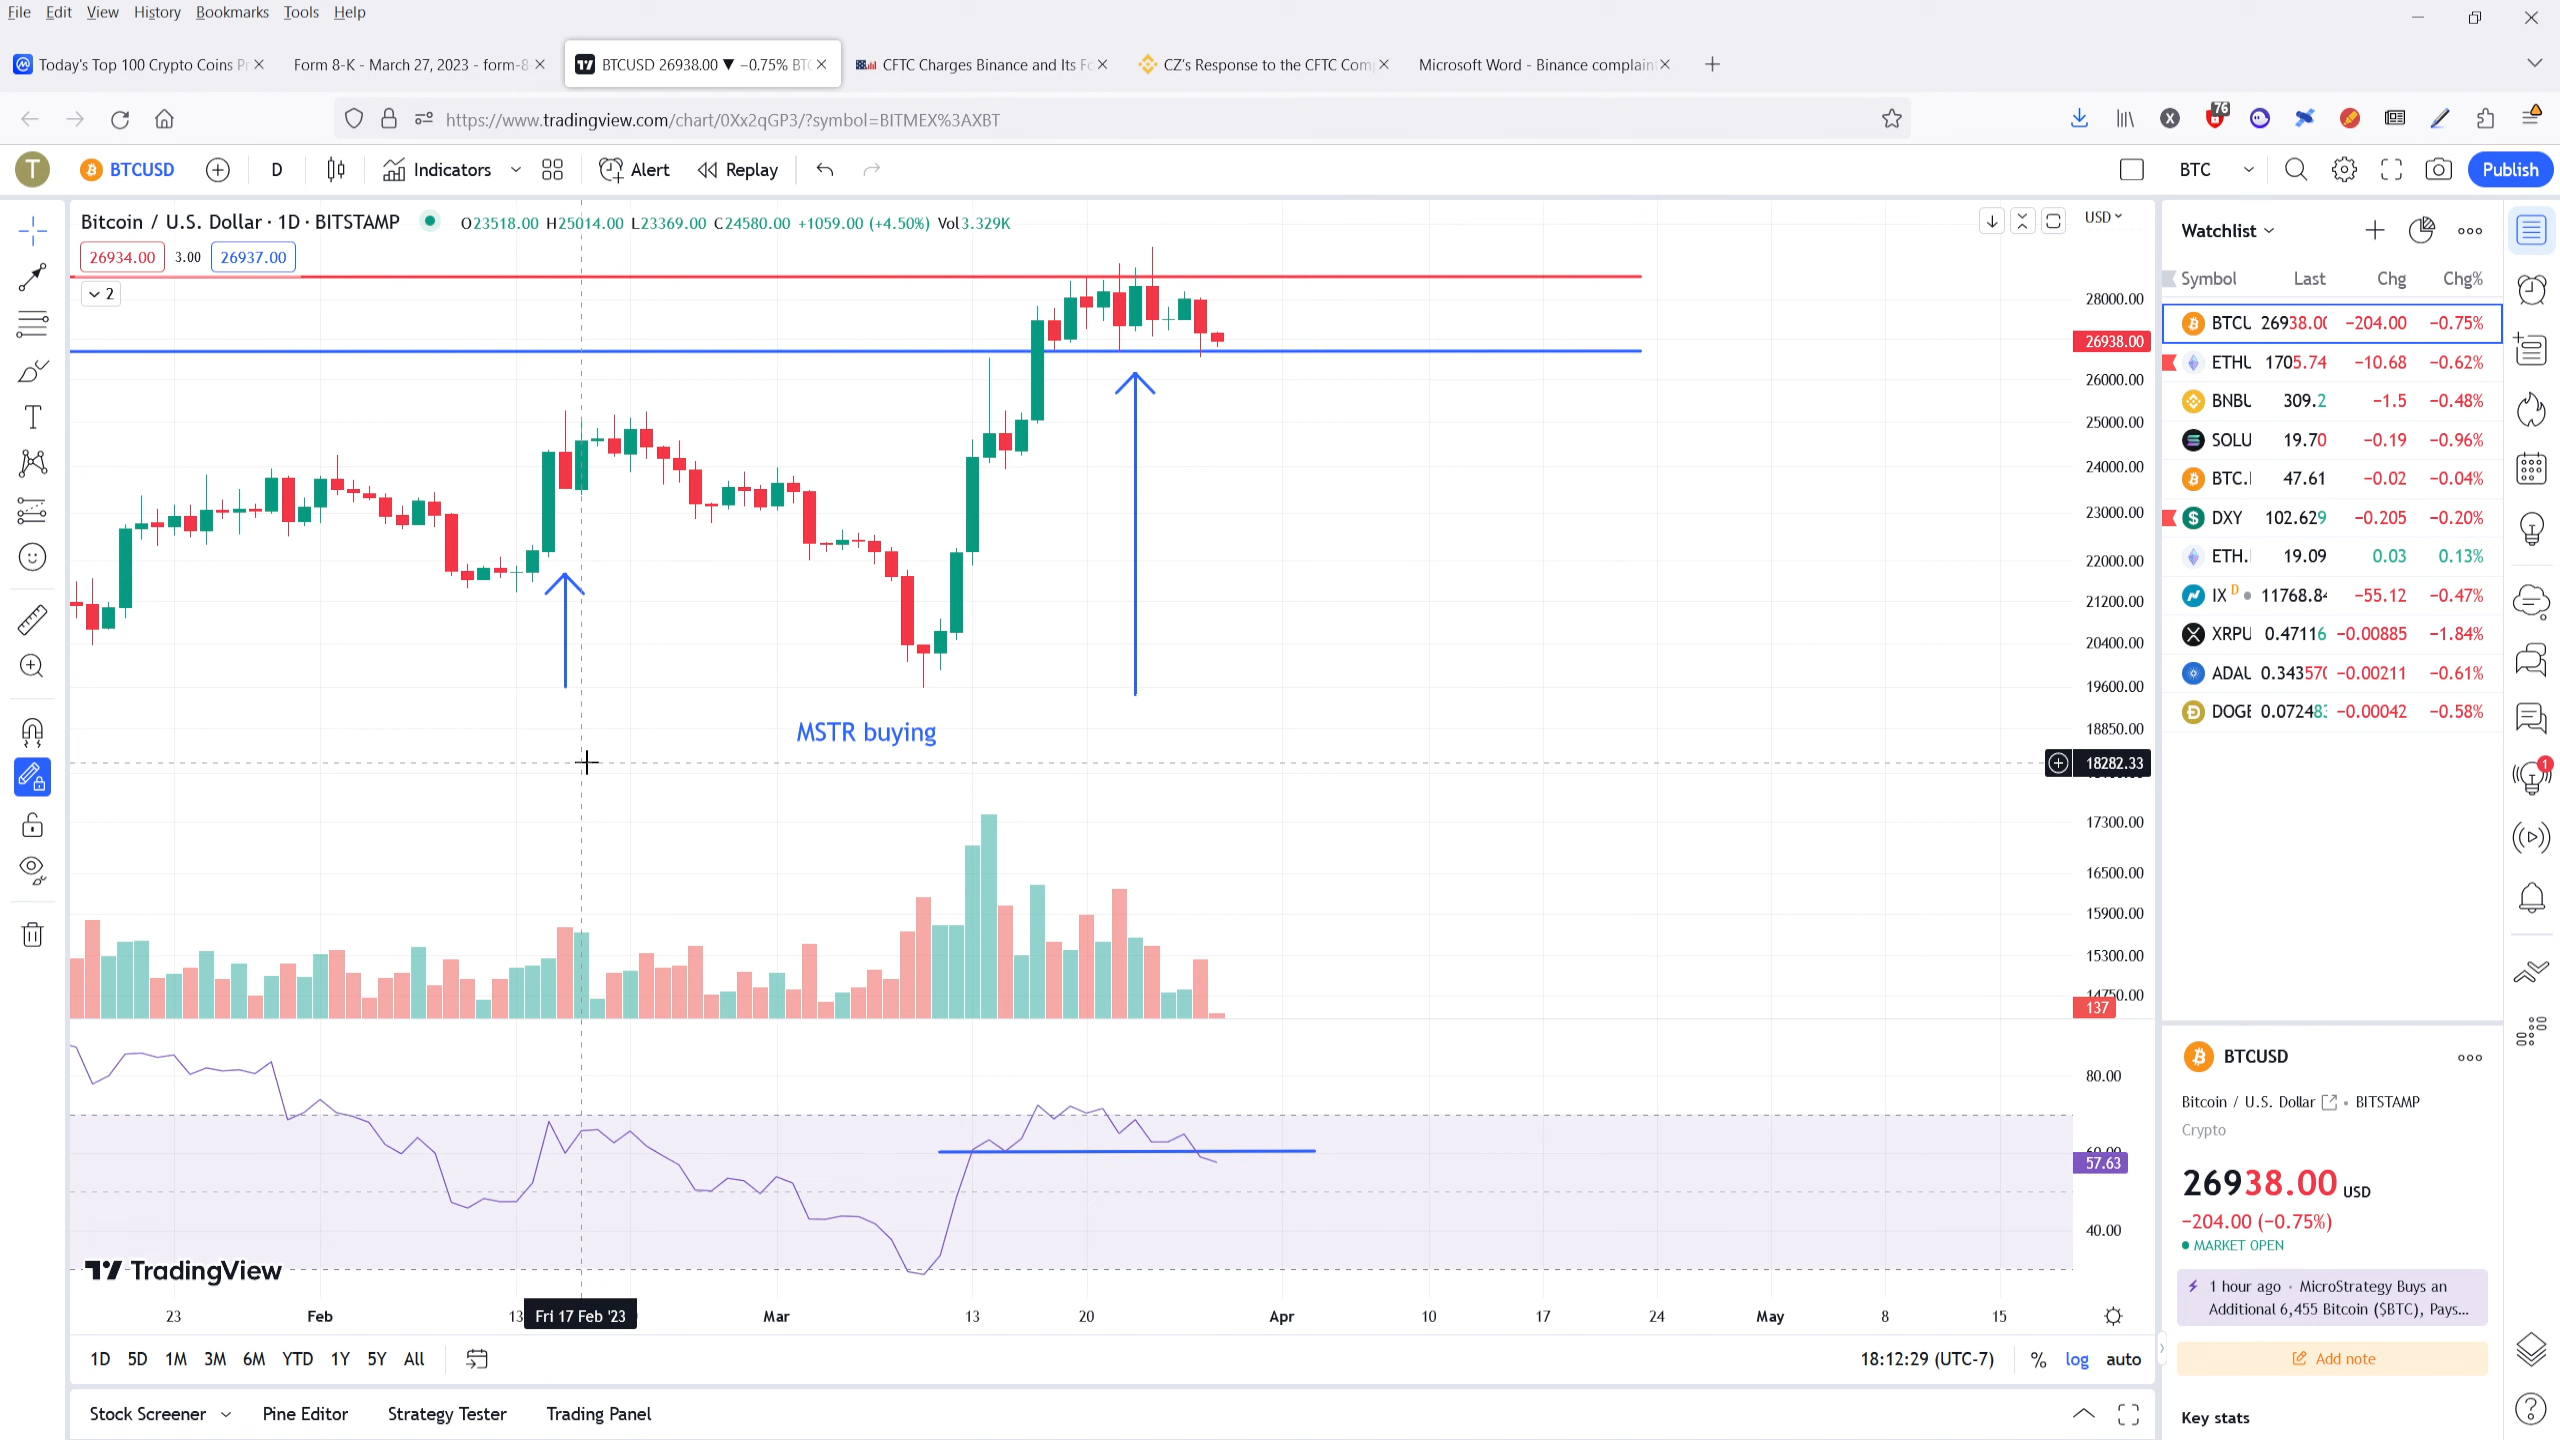 File Edit View History Bookmarks Tools Help
Today's Top 100 Crypto Coins Pr
Form 8-K - March 27, 2023 - form-8
BTCUSD 26938.00 ▼ −0.75% BTC
CFTC Charges Binance and Its Fo
CZ's Response to the CFTC Com
Microsoft Word - Binance complain
https://www.tradingview.com/chart/0Xx2qGP3/?symbol=BITMEX%3AXBT
76
T BTCUSD D Indicators Alert Replay BTC Publish
Bitcoin / U.S. Dollar · 1D · BITSTAMP O23518.00 H25014.00 L23369.00 C24580.00 +1059.00 (+4.50%) Vol3.329K
USD
26934.00 3.00 26937.00
2
28000.00
26938.00
26000.00
25000.00
24000.00
23000.00
22000.00
21200.00
20400.00
19600.00
MSTR buying
18850.00
18282.33
17300.00
16500.00
15900.00
15300.00
14750.00
137
80.00
57.63
40.00
TradingView
23 Feb 13 Fri 17 Feb '23 Mar 13 20 Apr 10 17 24 May 8 15
1D 5D 1M 3M 6M YTD 1Y 5Y All
18:12:29 (UTC-7) % log auto
Stock Screener Pine Editor Strategy Tester Trading Panel
Watchlist
Symbol Last Chg Chg%
BTCU 26938.00 −204.00 −0.75%
ETHU 1705.74 −10.68 −0.62%
BNBU 309.2 −1.5 −0.48%
SOLU 19.70 −0.19 −0.96%
BTC. 47.61 −0.02 −0.04%
DXY 102.629 −0.205 −0.20%
ETH. 19.09 0.03 0.13%
IX D 11768.84 −55.12 −0.47%
XRPU 0.47116 −0.00885 −1.84%
ADAU 0.343570 −0.00211 −0.61%
DOGE 0.07248 −0.00042 −0.58%
1
BTCUSD
Bitcoin / U.S. Dollar • BITSTAMP
Crypto
26938.00 USD
−204.00 (−0.75%)
MARKET OPEN
1 hour ago · MicroStrategy Buys an
Additional 6,455 Bitcoin ($BTC), Pays...
Add note
Key stats